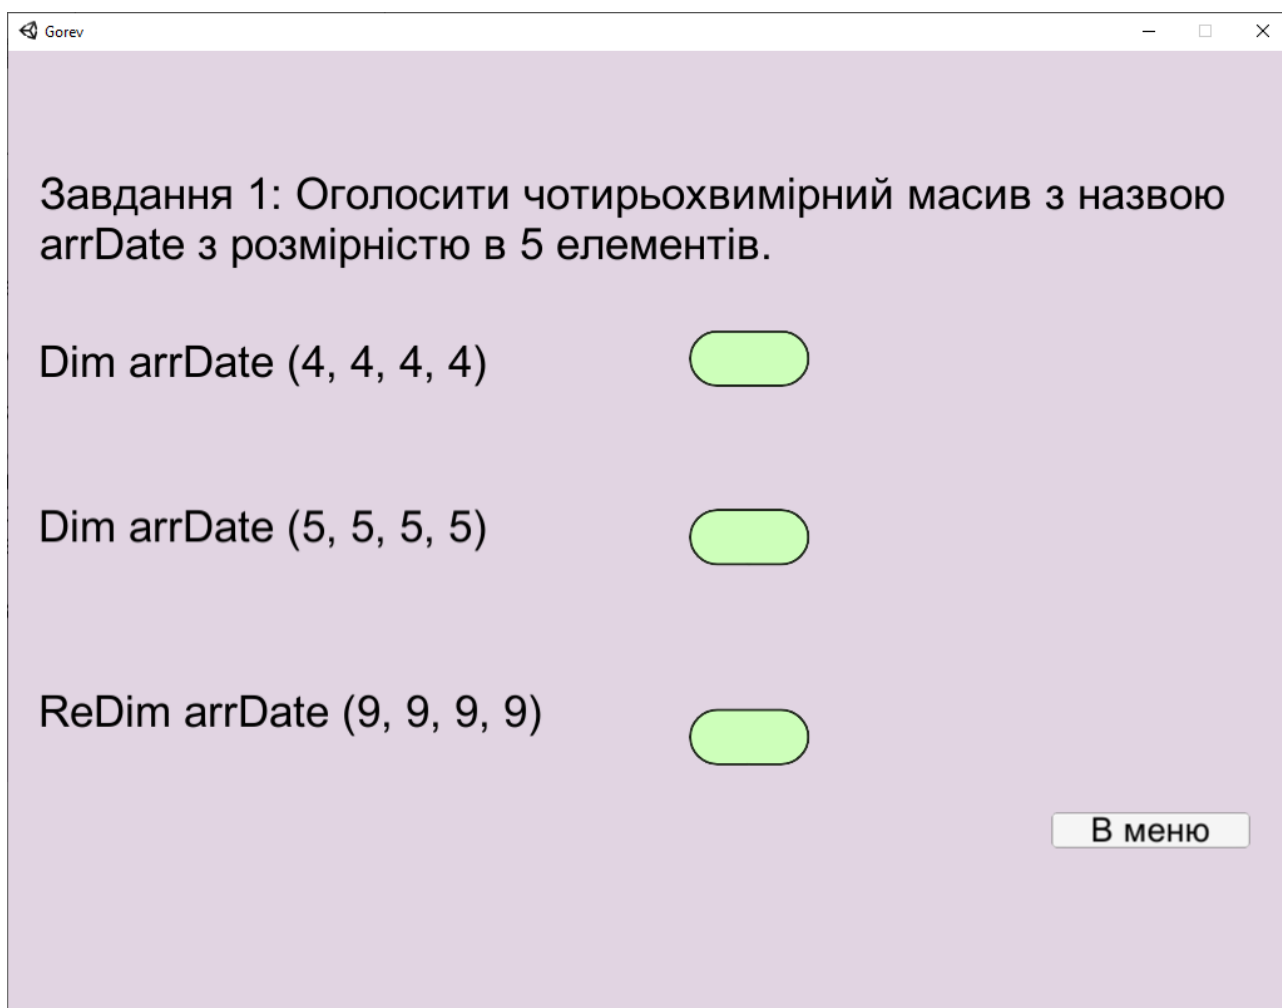 Gorev
Завдання 1: Оголосити чотирьохвимірний масив з назвою
arrDate з розмірністю в 5 елементів.
Dim arrDate (4, 4, 4, 4)
Dim arrDate (5, 5, 5, 5)
ReDim arrDate (9, 9, 9, 9)
В меню